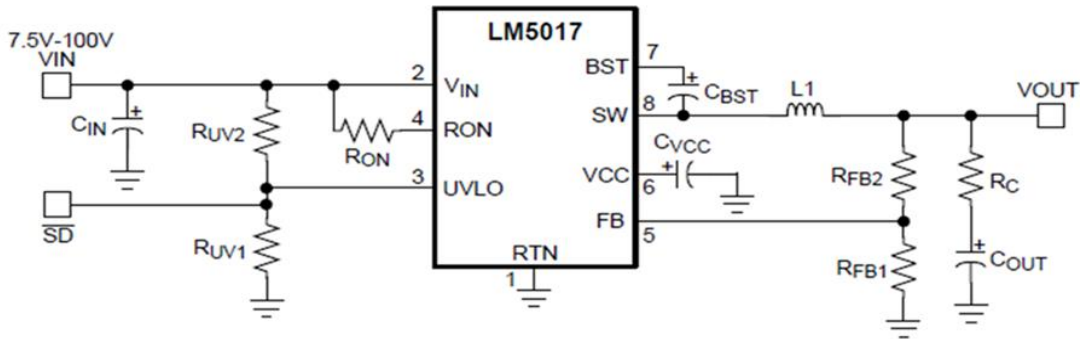 LM5017
7.5V-100V
VIN
7
BST
+
CBST
2
VIN
8
SW
L1
VOUT
CIN
+
RUV2
4
RON
RON
CVCC
+
3
UVLO
VCC
6
RFB2
RC
SD
FB
5
RUV1
RTN
1
RFB1
+
COUT